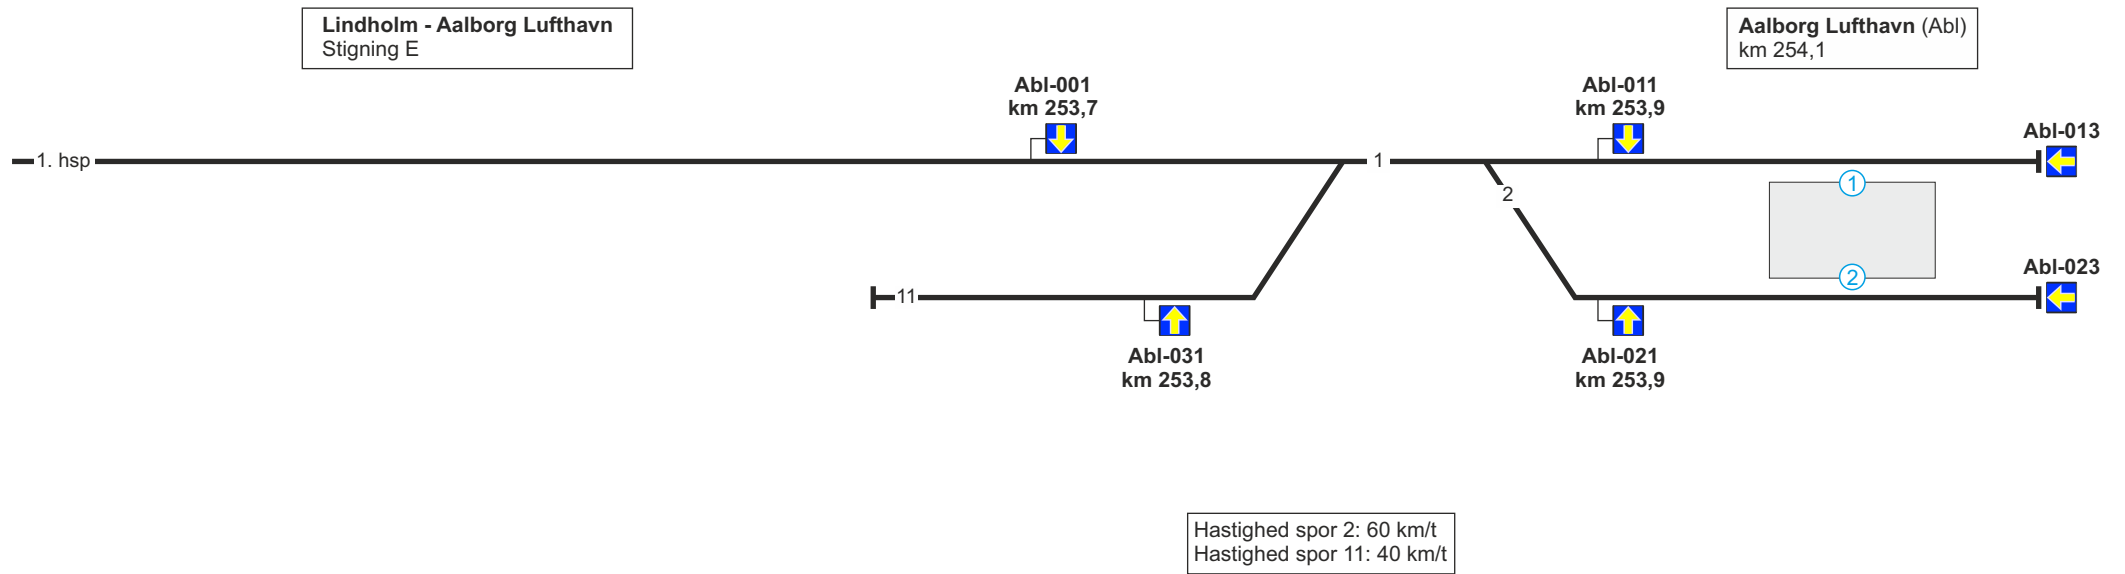 Lindholm - Aalborg Lufthavn
Stigning E
Aalborg Lufthavn (Abl)
km 254,1
Abl-001
km 253,7
Abl-011
km 253,9
Abl-013
1. hsp
1
1
2
2
Abl-023
11
Abl-031
km 253,8
Abl-021
km 253,9
Hastighed spor 2: 60 km/t
Hastighed spor 11: 40 km/t